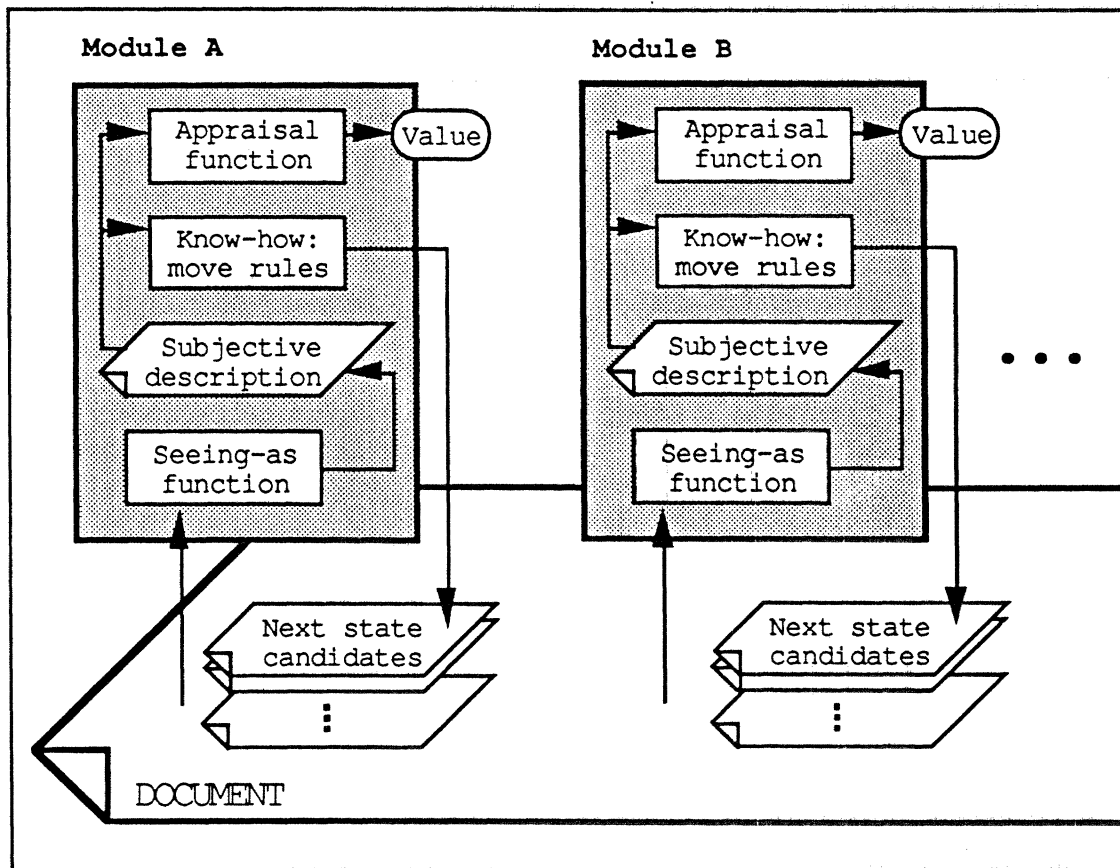 Module A
Appraisal
function
Value
Know-how:
move rules
Subjective
description
Seeing-as
function
Next state
candidates
Module B
Appraisal
function
Value
Know-how:
move rules
Subjective
description
Seeing-as
function
Next state
candidates
DOCUMENT